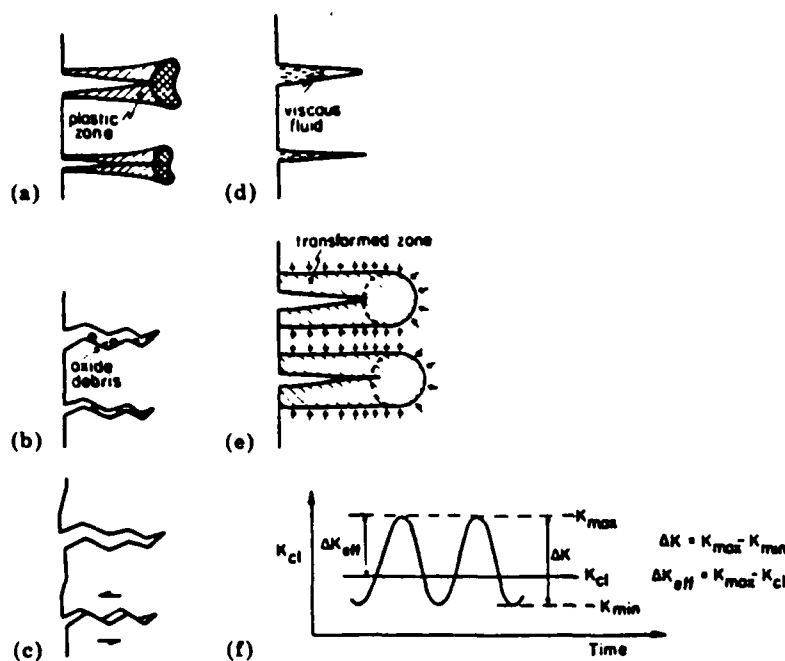 (a)
plastic
zone
(d)
viscous
fluid
(b)
oxide
debris
(e)
transformed zone
(c)
(f)
K_cl
ΔK_eff
K_max
ΔK
K_cl
K_min
Time
ΔK = K_max - K_min
ΔK_eff = K_max - K_cl